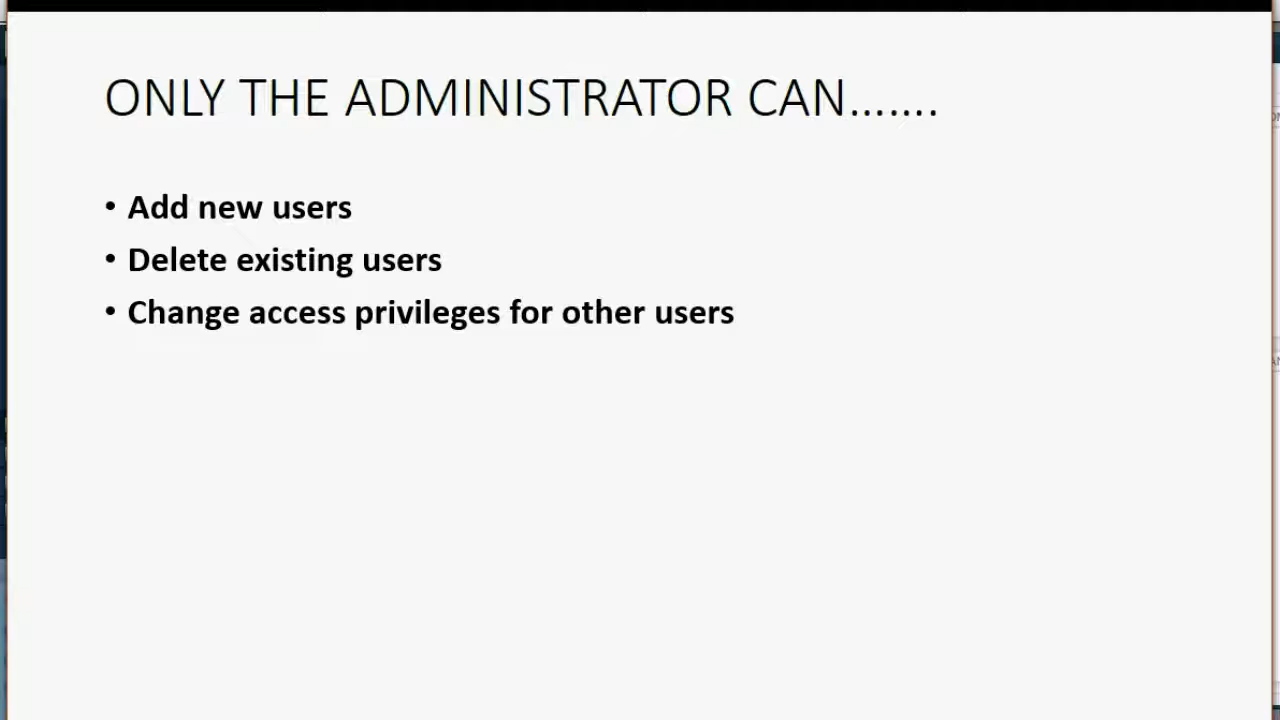 ONLY THE ADMINISTRATOR CAN…….
• Add new users
• Delete existing users
• Change access privileges for other users